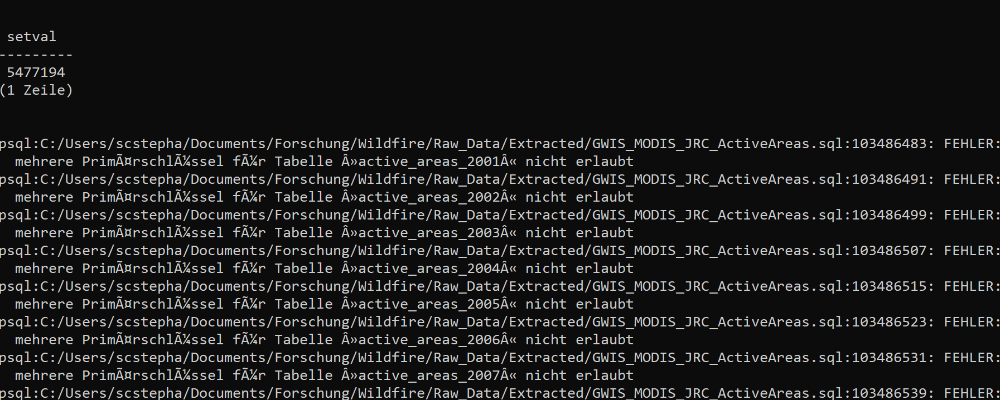 setval
---------
5477194
(1 Zeile)
psql:C:/Users/scstepha/Documents/Forschung/Wildfire/Raw_Data/Extracted/GWIS_MODIS_JRC_ActiveAreas.sql:103486483: FEHLER:
mehrere PrimÃ¤rschlÃ¼ssel fÃ¼r Tabelle Â»active_areas_2001Â« nicht erlaubt
psql:C:/Users/scstepha/Documents/Forschung/Wildfire/Raw_Data/Extracted/GWIS_MODIS_JRC_ActiveAreas.sql:103486491: FEHLER:
mehrere PrimÃ¤rschlÃ¼ssel fÃ¼r Tabelle Â»active_areas_2002Â« nicht erlaubt
psql:C:/Users/scstepha/Documents/Forschung/Wildfire/Raw_Data/Extracted/GWIS_MODIS_JRC_ActiveAreas.sql:103486499: FEHLER:
mehrere PrimÃ¤rschlÃ¼ssel fÃ¼r Tabelle Â»active_areas_2003Â« nicht erlaubt
psql:C:/Users/scstepha/Documents/Forschung/Wildfire/Raw_Data/Extracted/GWIS_MODIS_JRC_ActiveAreas.sql:103486507: FEHLER:
mehrere PrimÃ¤rschlÃ¼ssel fÃ¼r Tabelle Â»active_areas_2004Â« nicht erlaubt
psql:C:/Users/scstepha/Documents/Forschung/Wildfire/Raw_Data/Extracted/GWIS_MODIS_JRC_ActiveAreas.sql:103486515: FEHLER:
mehrere PrimÃ¤rschlÃ¼ssel fÃ¼r Tabelle Â»active_areas_2005Â« nicht erlaubt
psql:C:/Users/scstepha/Documents/Forschung/Wildfire/Raw_Data/Extracted/GWIS_MODIS_JRC_ActiveAreas.sql:103486523: FEHLER:
mehrere PrimÃ¤rschlÃ¼ssel fÃ¼r Tabelle Â»active_areas_2006Â« nicht erlaubt
psql:C:/Users/scstepha/Documents/Forschung/Wildfire/Raw_Data/Extracted/GWIS_MODIS_JRC_ActiveAreas.sql:103486531: FEHLER:
mehrere PrimÃ¤rschlÃ¼ssel fÃ¼r Tabelle Â»active_areas_2007Â« nicht erlaubt
psql:C:/Users/scstepha/Documents/Forschung/Wildfire/Raw_Data/Extracted/GWIS_MODIS_JRC_ActiveAreas.sql:103486539: FEHLER: